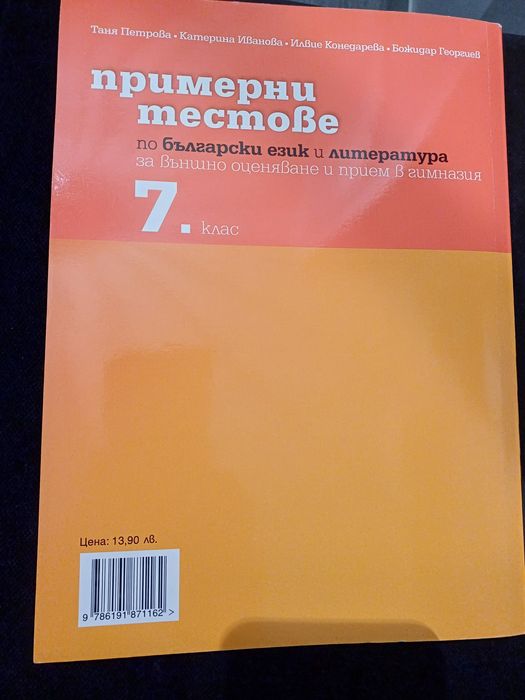 Таня Петрова • Катерина Иванова • Илвие Конедарева • Божидар Георгиев
примерни
тестове
по български език и литература
за външно оценяване и прием в гимназия
7. клас
Цена: 13,90 лв.
9 786191 871162 >